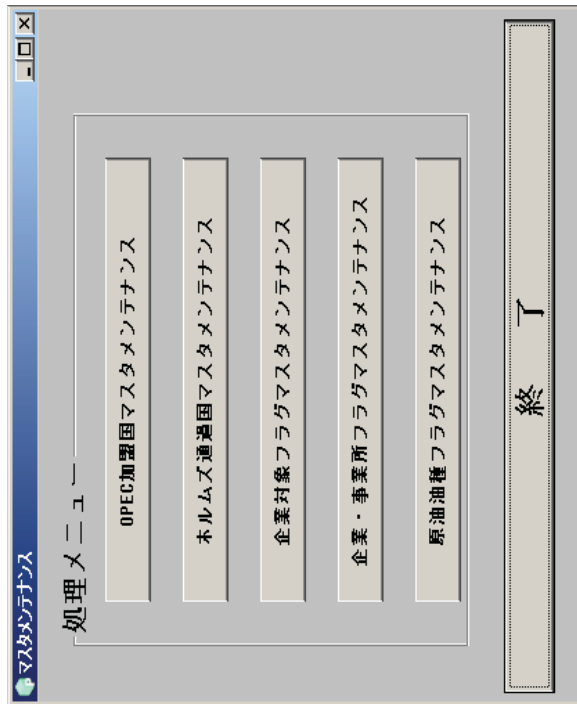 マスタメンテナンス
処理メニュー
OPEC加盟国マスタメンテナンス
ホルムズ通過国マスタメンテナンス
企業対象フラグマスタメンテナンス
企業・事業所フラグマスタメンテナンス
原油油種フラグマスタメンテナンス
終 了